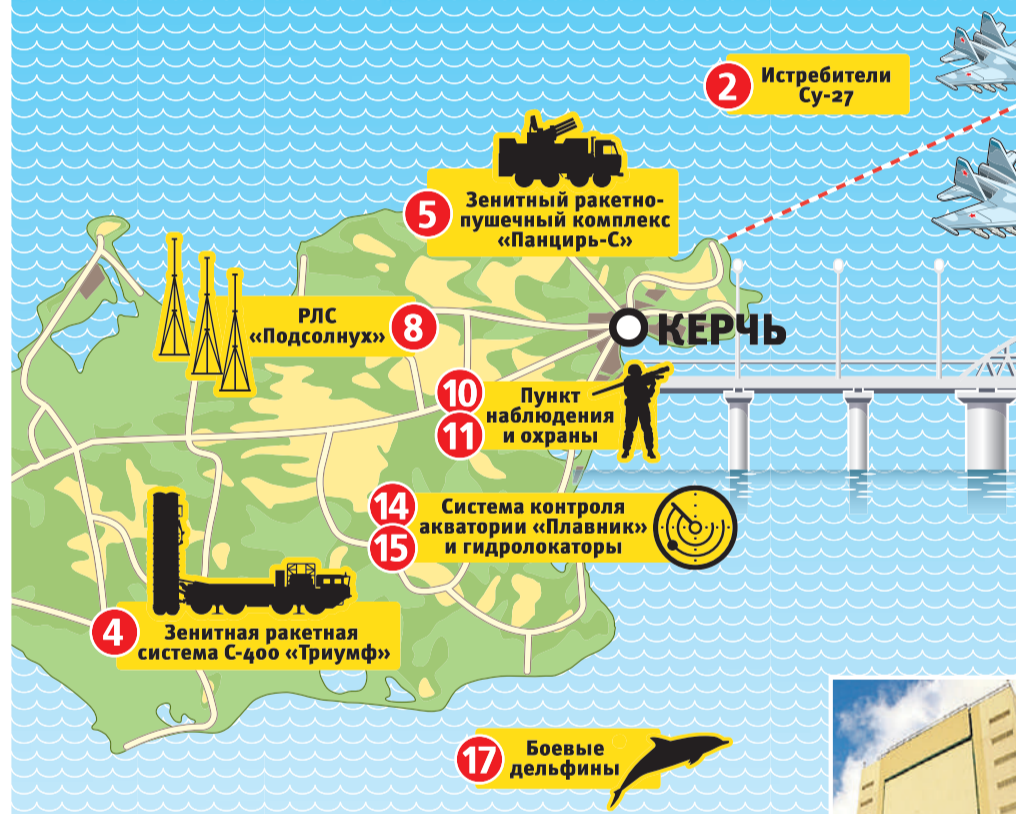 2
Истребители
Су-27
5
Зенитный ракетно-
пушечный комплекс
«Панцирь-С»
РЛС
«Подсолнух»
8
КЕРЧЬ
10
11
Пункт
наблюдения
и охраны
14
15
Система контроля
акватории «Плавник»
и гидролокаторы
4
Зенитная ракетная
система С-400 «Триумф»
17
Боевые
дельфины